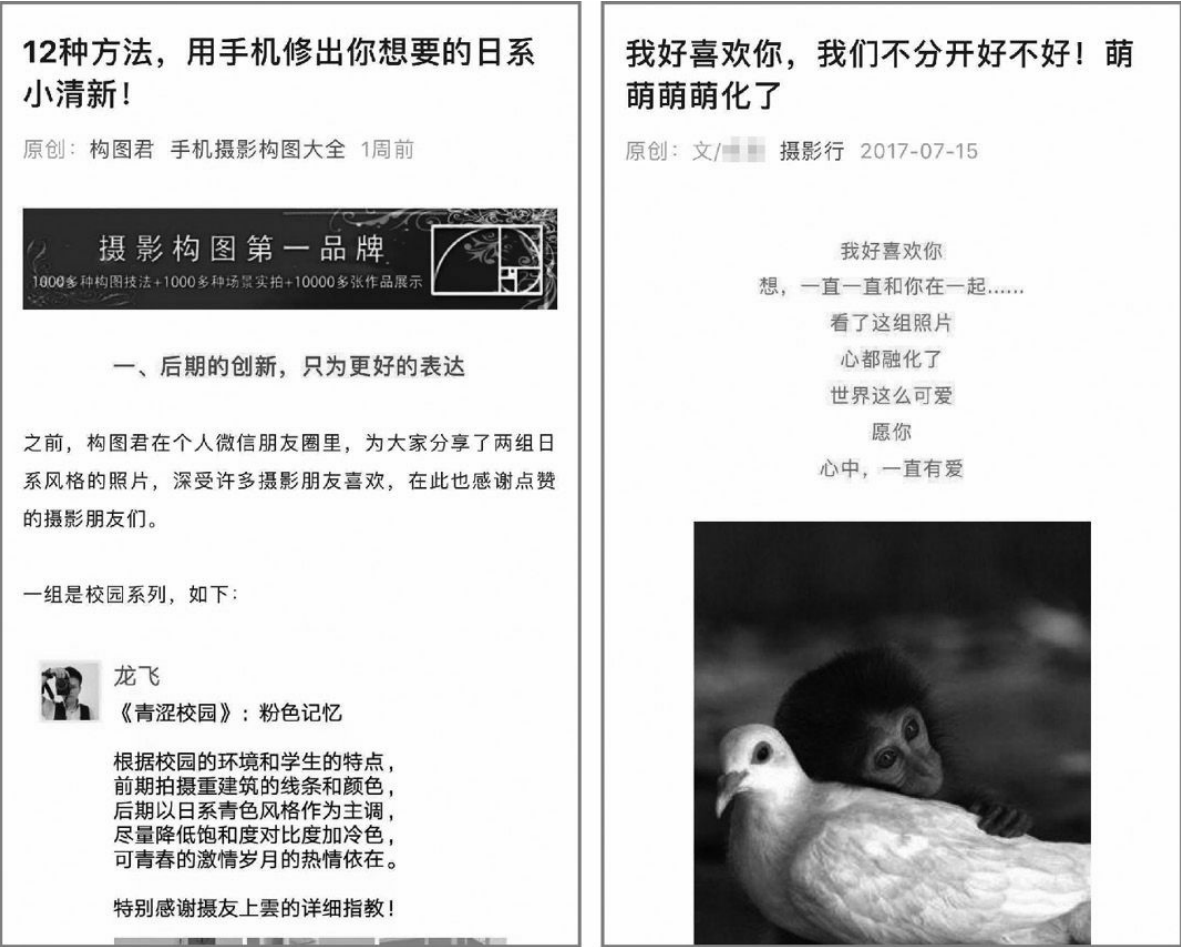 12种方法，用手机修出你想要的日系
小清新！
原创：构图君 手机摄影构图大全 1周前
摄影构图第一品牌
1000多种构图技法+1000多种场景实拍+10000多张作品展示
一、后期的创新，只为更好的表达
之前，构图君在个人微信朋友圈里，为大家分享了两组日
系风格的照片，深受许多摄影朋友喜欢，在此也感谢点赞
的摄影朋友们。
一组是校园系列，如下：
龙飞
《青涩校园》：粉色记忆
根据校园的环境和学生的特点，
前期拍摄重建筑的线条和颜色，
后期以日系青色风格作为主调，
尽量降低饱和度对比度加冷色，
可青春的激情岁月的热情依在。
特别感谢摄友上雲的详细指教！
我好喜欢你，我们不分开好不好！萌
萌萌萌化了
原创：文/ 摄影行 2017-07-15
我好喜欢你
想，一直一直和你在一起……
看了这组照片
心都融化了
世界这么可爱
愿你
心中，一直有爱